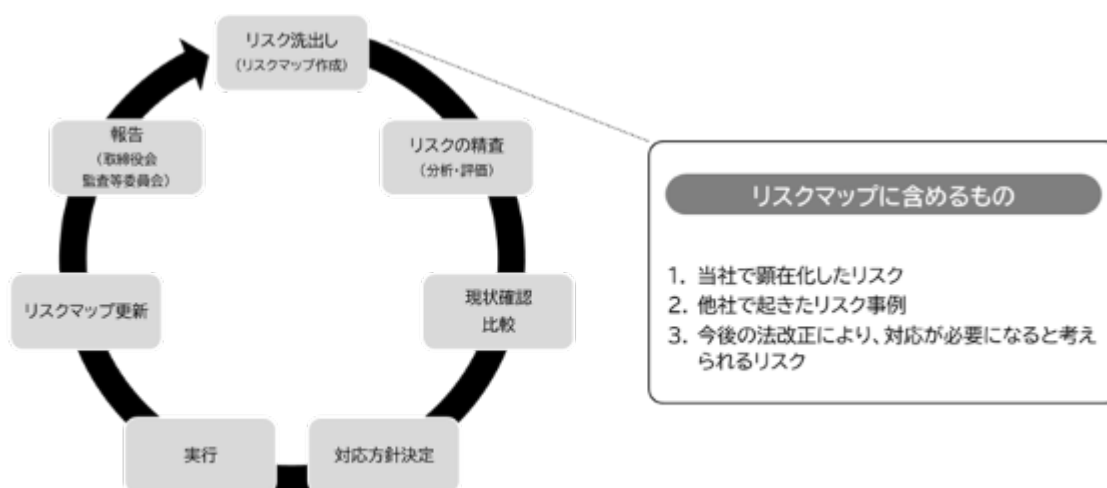 リスク洗出し
（リスクマップ作成）
リスクの精査
（分析・評価）
現状確認
比較
対応方針決定
実行
リスクマップ更新
報告
（取締役会
監査等委員会）
リスクマップに含めるもの
1. 当社で顕在化したリスク
2. 他社で起きたリスク事例
3. 今後の法改正により、対応が必要になると考え
られるリスク